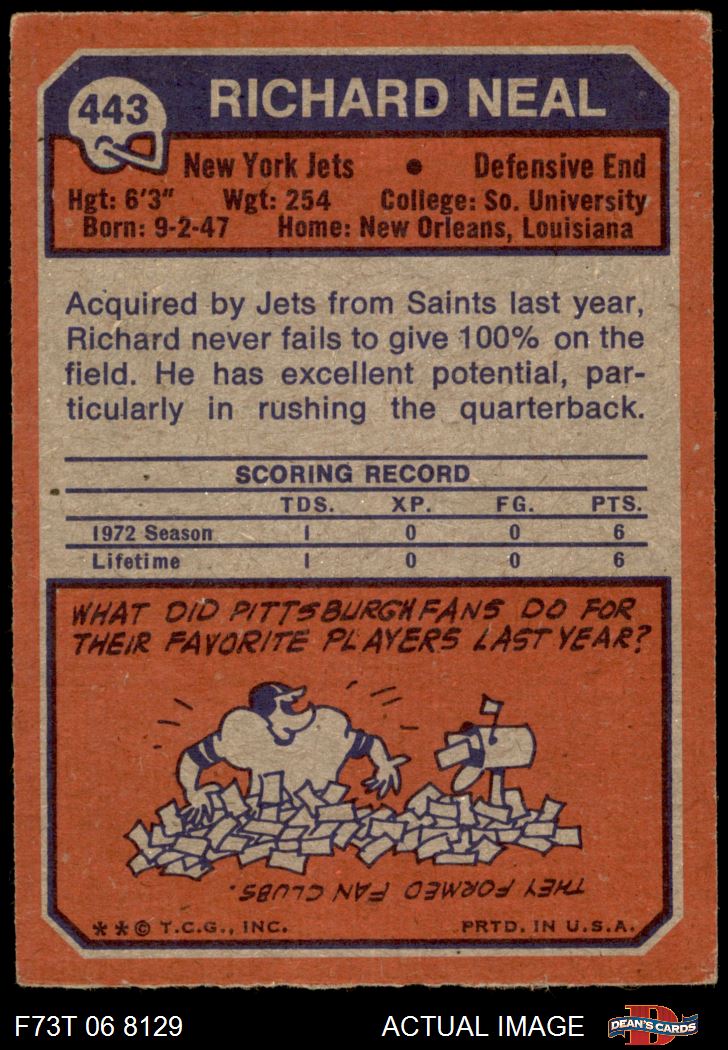 443
RICHARD NEAL
New York Jets • Defensive End
Hgt: 6'3" Wgt: 254 College: So. University
Born: 9-2-47 Home: New Orleans, Louisiana
Acquired by Jets from Saints last year,
Richard never fails to give 100% on the
field. He has excellent potential, par-
ticularly in rushing the quarterback.
SCORING RECORD
TDS. XP. FG. PTS.
1972 Season 1 0 0 6
Lifetime 1 0 0 6
WHAT DID PITTSBURGH FANS DO FOR
THEIR FAVORITE PLAYERS LAST YEAR?
THEY FORMED FAN CLUBS.
** © T.C.G., INC. PRTD. IN U.S.A.
F73T 06 8129 ACTUAL IMAGE D DEAN'S CARDS